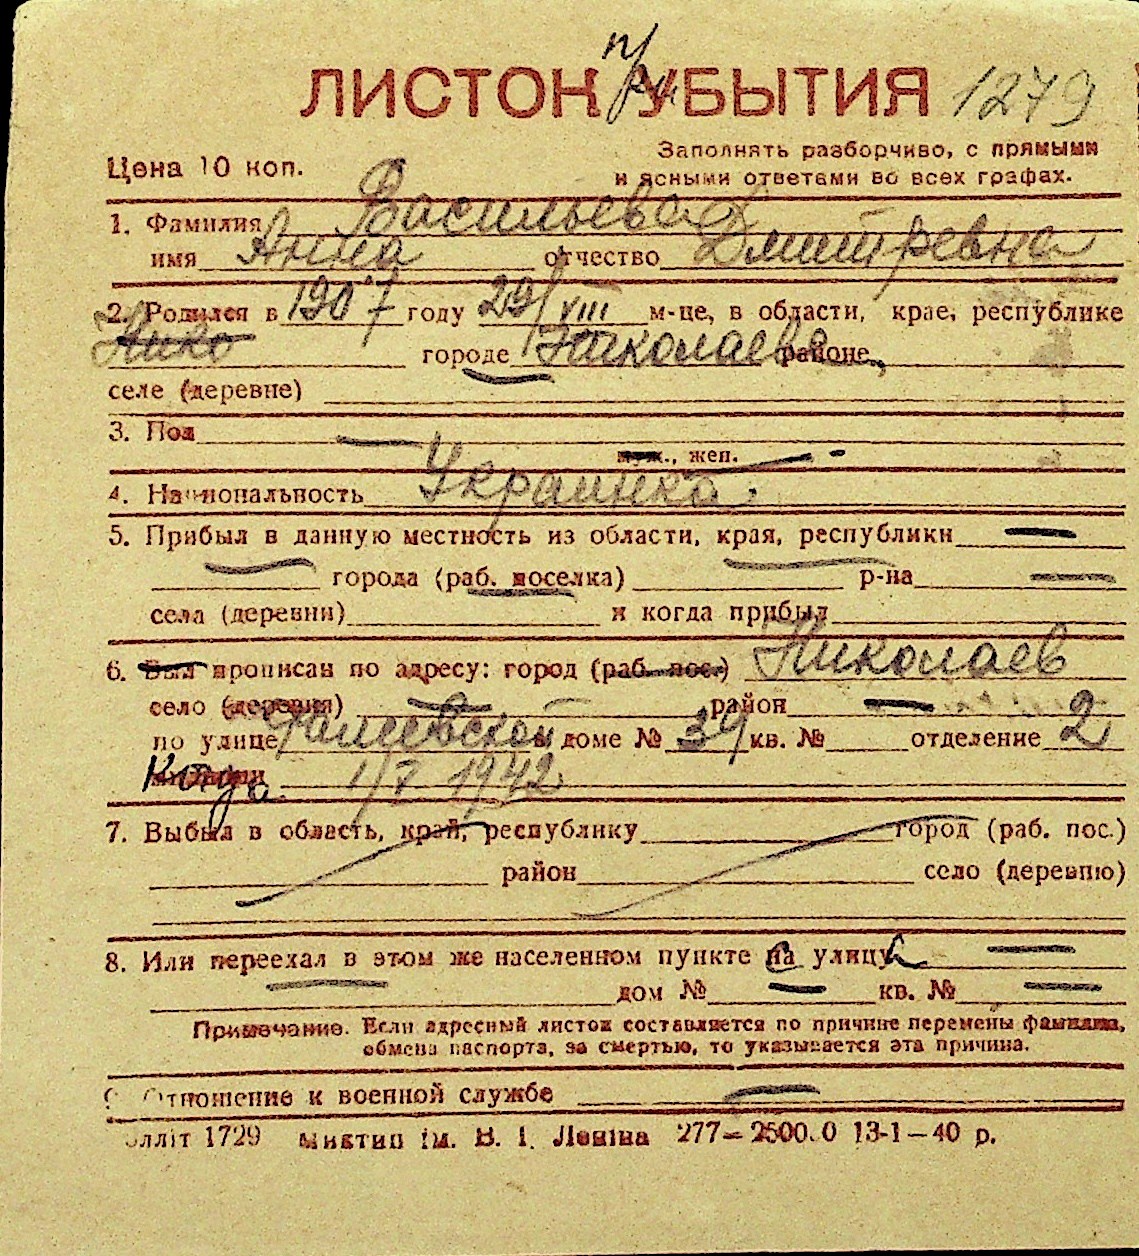 при
ЛИСТОК УБЫТИЯ 1279
Цена 10 коп.
Заполнять разборчиво, с прямыми
и ясными ответами во всех графах.
1. Фамилия Васильева
имя Анна отчество Дмитревна
2. Родился в 1907 году 29/VIII м-це, в области, крае, республике
Нико городе Николаеве районе
селе (деревне)
3. Пол
муж., жен.
4. Национальность Украинка.
5. Прибыл в данную местность из области, края, республики —
— города (раб. поселка) — р-на —
села (деревни) и когда прибыл
6. Был прописан по адресу: город (раб. пос.) Николаев
село (деревня) — район —
по улице в доме № 39 кв. № отделение 2
милиции Когда 1/V 1942
7. Выбыл в область, край, республику город (раб. пос.)
район село (деревню)
8. Или переехал в этом же населенном пункте на улицу —
дом № — кв. № —
Примечание. Если адресный листок составляется по причине перемены фамилии,
обмена паспорта, за смертью, то указывается эта причина.
9. Отношение к военной службе —
олліт 1729 Миктип ім. В. І. Леніна 277— 250000 13-1-40 р.